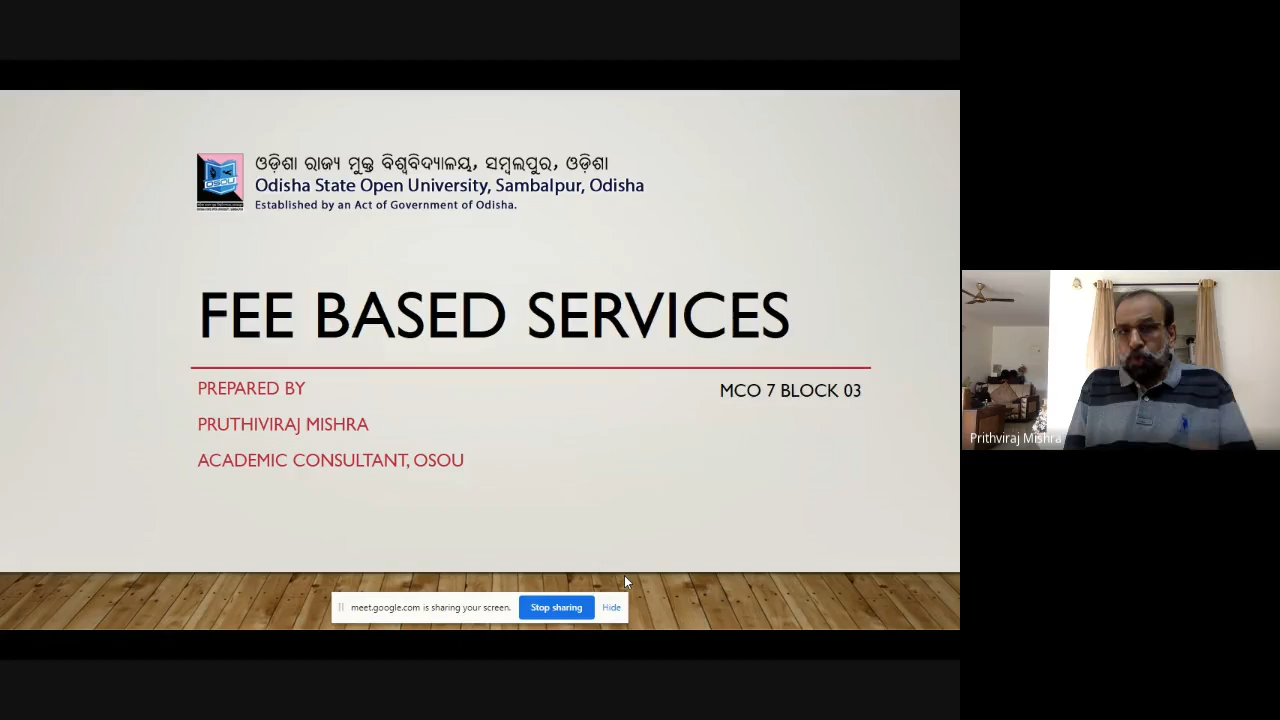 ଓଡ଼ିଶା ରାଜ୍ୟ ମୁକ୍ତ ବିଶ୍ୱବିଦ୍ୟାଳୟ, ସମ୍ବଲପୁର, ଓଡ଼ିଶା
Odisha State Open University, Sambalpur, Odisha
Established by an Act of Government of Odisha.
OSOU
FEE BASED SERVICES
PREPARED BY
MCO 7 BLOCK 03
PRUTHIVIRAJ MISHRA
ACADEMIC CONSULTANT, OSOU
Prithviraj Mishra
meet.google.com is sharing your screen.
Stop sharing
Hide